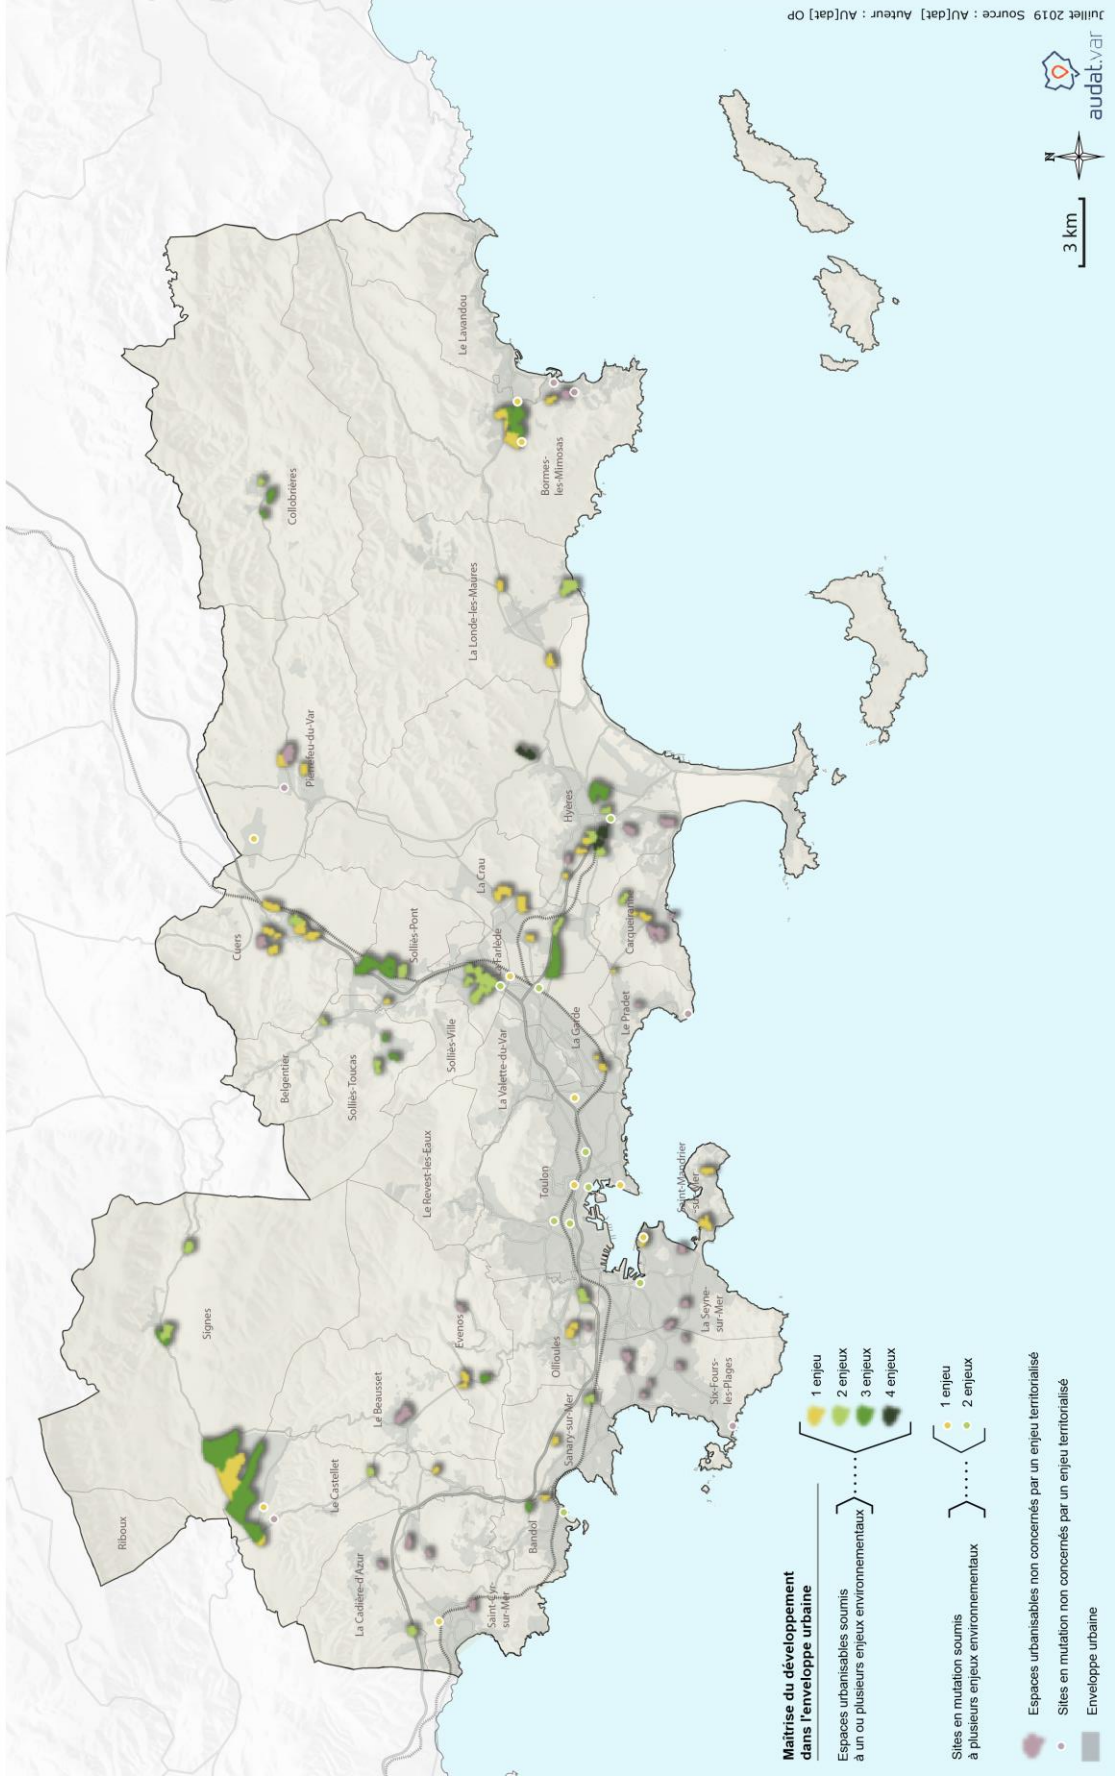 Riboux
Signes
Le Castellet
La Cadière-d'Azur
Saint-Cyr-
sur-Mer
Bandol
Sanary-sur-Mer
Le Beausset
Evenos
Ollioules
Six-Fours-
les-Plages
La Seyne-
sur-Mer
Saint-Mandrier
-sur-Mer
Toulon
Le Revest-les-Eaux
La Valette-du-Var
La Garde
Le Pradet
Carqueiranne
Belgentier
Solliès-Toucas
Solliès-Ville
Solliès-Pont
La Farlède
La Crau
Cuers
Hyères
Pierrefeu-du-Var
La Londe-les-Maures
Collobrières
Bormes-
les-Mimosas
Le Lavandou
Maîtrise du développement
dans l'enveloppe urbaine
Espaces urbanisables soumis
à un ou plusieurs enjeux environnementaux
1 enjeu
2 enjeux
3 enjeux
4 enjeux
Sites en mutation soumis
à plusieurs enjeux environnementaux
1 enjeu
2 enjeux
Espaces urbanisables non concernés par un enjeu territorialisé
Sites en mutation non concernés par un enjeu territorialisé
Enveloppe urbaine
3 km
N
audat.var
Juillet 2019 Source : AU[dat] Auteur : AU[dat] OP